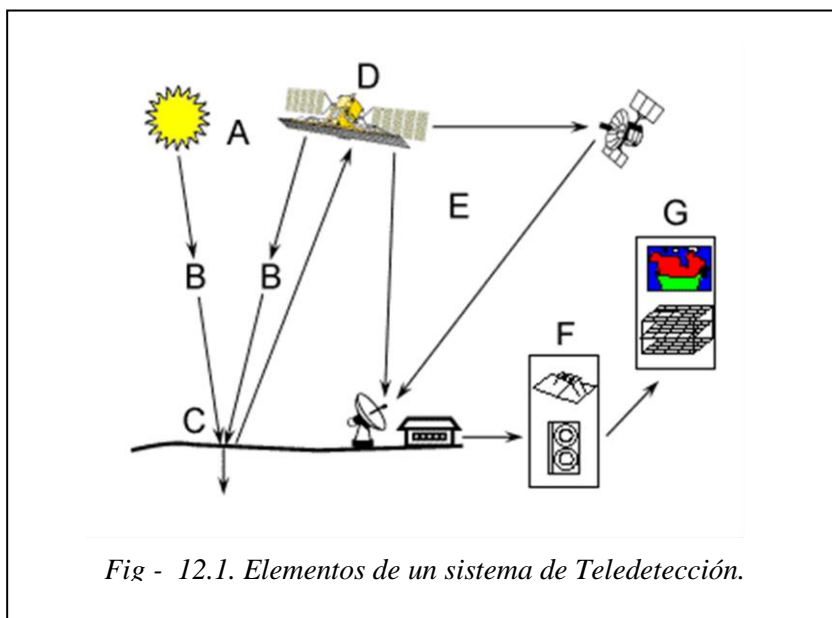 D
A
E
G
B
B
F
C
Fig - 12.1. Elementos de un sistema de Teledetección.